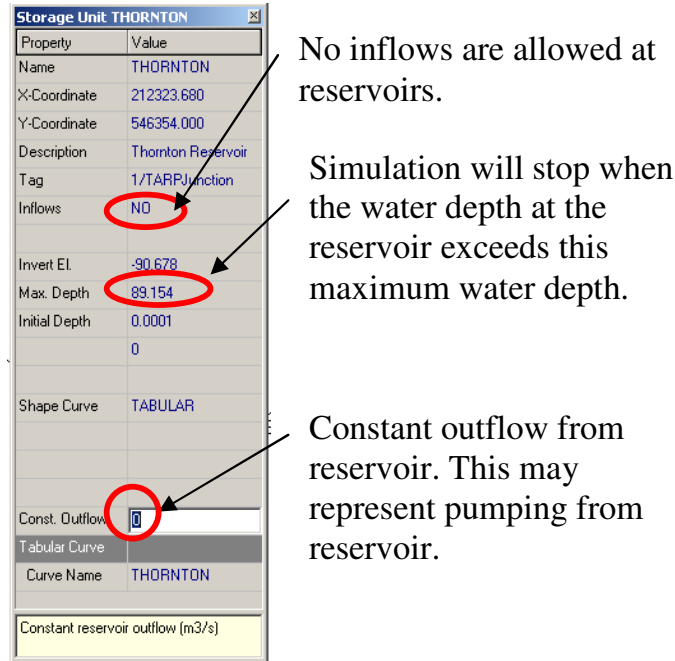 Storage Unit THORNTON
Property Value
Name THORNTON
X-Coordinate 212323.680
Y-Coordinate 546354.000
Description Thornton Reservoir
Tag 1/TARPJunction
Inflows NO
Invert El. -90.678
Max. Depth 89.154
Initial Depth 0.0001
0
Shape Curve TABULAR
Const. Outflow 0
Tabular Curve
Curve Name THORNTON
Constant reservoir outflow (m3/s)
No inflows are allowed at
reservoirs.
Simulation will stop when
the water depth at the
reservoir exceeds this
maximum water depth.
Constant outflow from
reservoir. This may
represent pumping from
reservoir.